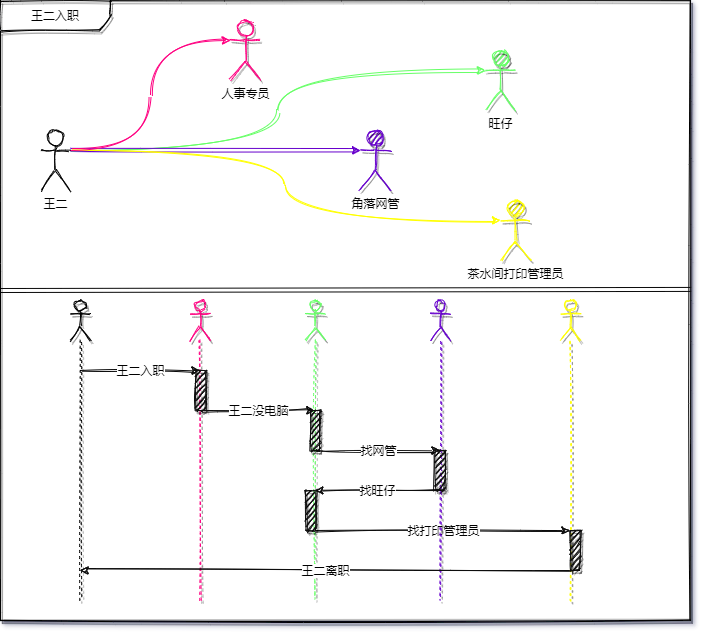 王二入职
人事专员
旺仔
王二
角落网管
茶水间打印管理员
王二入职
王二没电脑
找网管
找旺仔
找打印管理员
王二离职